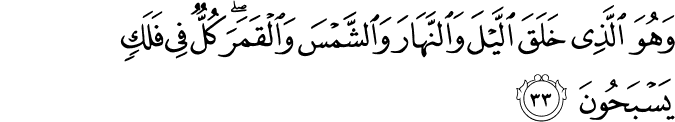 وَهُوَ ٱلَّذِى خَلَقَ ٱلَّيْلَ وَٱلنَّهَارَ وَٱلشَّمْسَ وَٱلْقَمَرَ ۖ كُلٌّ فِى فَلَكٍ
يَسْبَحُونَ ٣٣